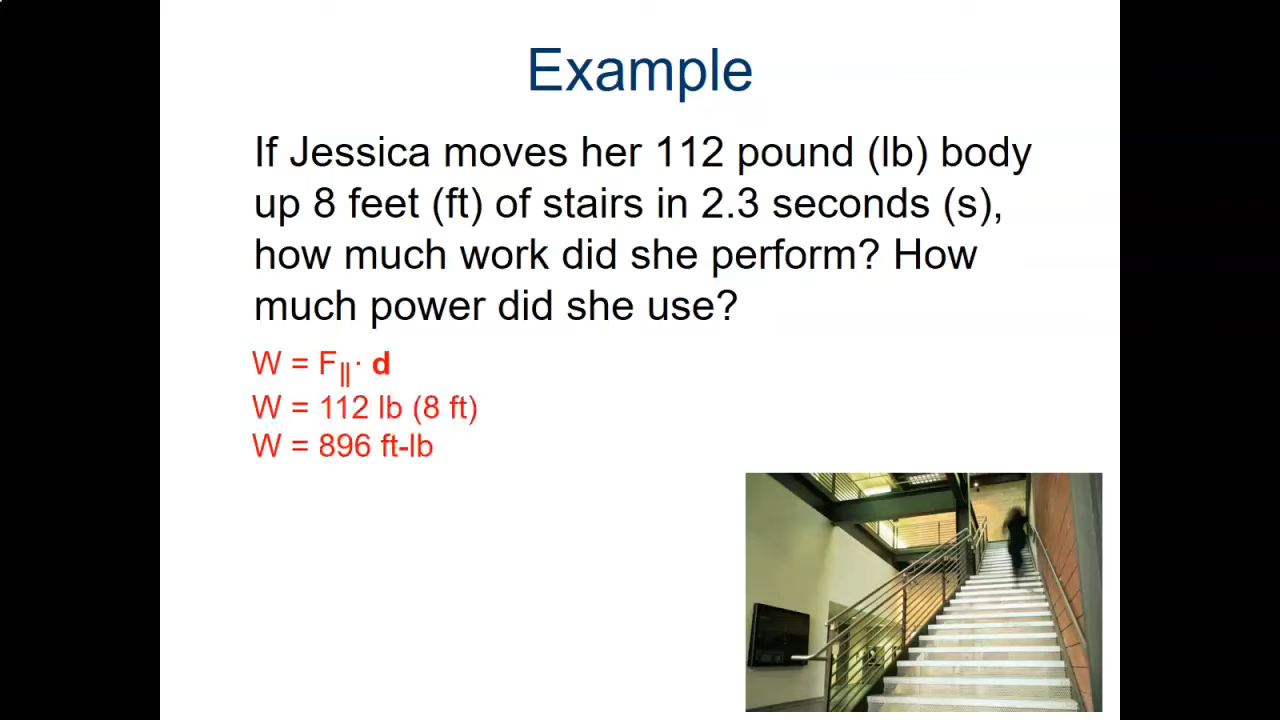 Example
If Jessica moves her 112 pound (lb) body
up 8 feet (ft) of stairs in 2.3 seconds (s),
how much work did she perform? How
much power did she use?
W = F∥· d
W = 112 lb (8 ft)
W = 896 ft-lb